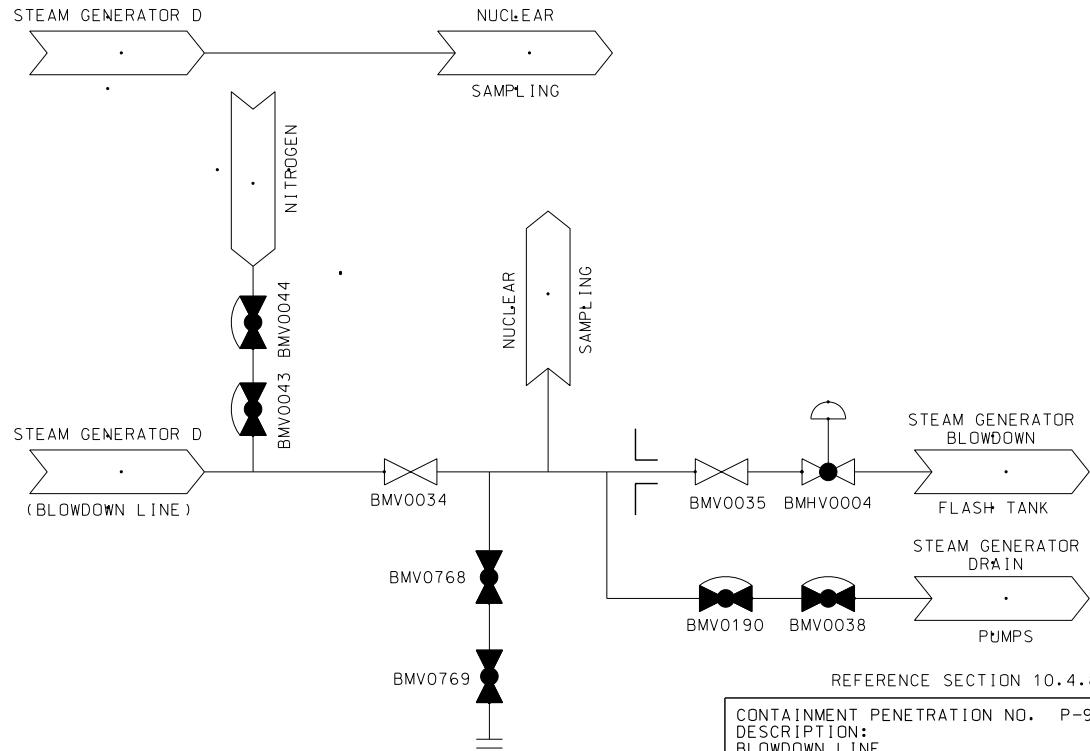 STEAM GENERATOR D
NUCLEAR
SAMPLING
NITROGEN
BMV0044
BMV0043
NUCLEAR
SAMPLING
STEAM GENERATOR D
(BLOWDOWN LINE)
BMV0034
BMV0035
BMHV0004
STEAM GENERATOR
BLOWDOWN
FLASH TANK
BMV0768
BMV0769
BMV0190
BMV0038
STEAM GENERATOR
DRAIN
PUMPS
REFERENCE SECTION 10.4.
CONTAINMENT PENETRATION NO. P-9
DESCRIPTION:
BLOWDOWN LINE